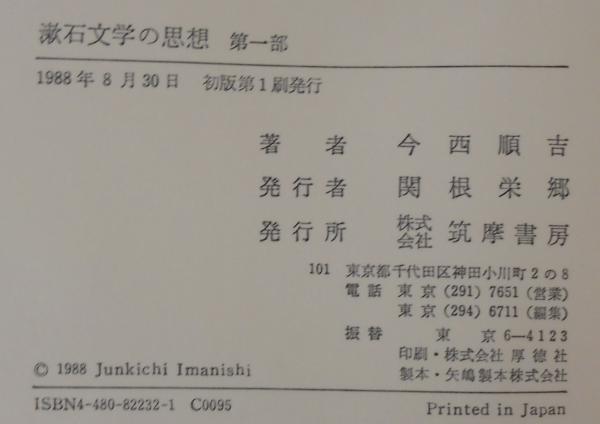 漱石文学の思想 第一部
1988年8月30日 初版第1刷発行
著者 今西順吉
発行者 関根栄郷
発行所 株式会社 筑摩書房
101 東京都千代田区神田小川町2の8
電話 東京 (291) 7651 (営業)
東京 (294) 6711 (編集)
振替 東京6―4123
印刷・株式会社 厚徳社
© 1988 Junkichi Imanishi
製本・矢嶋製本株式会社
ISBN4-480-82232-1 C0095
Printed in Japan